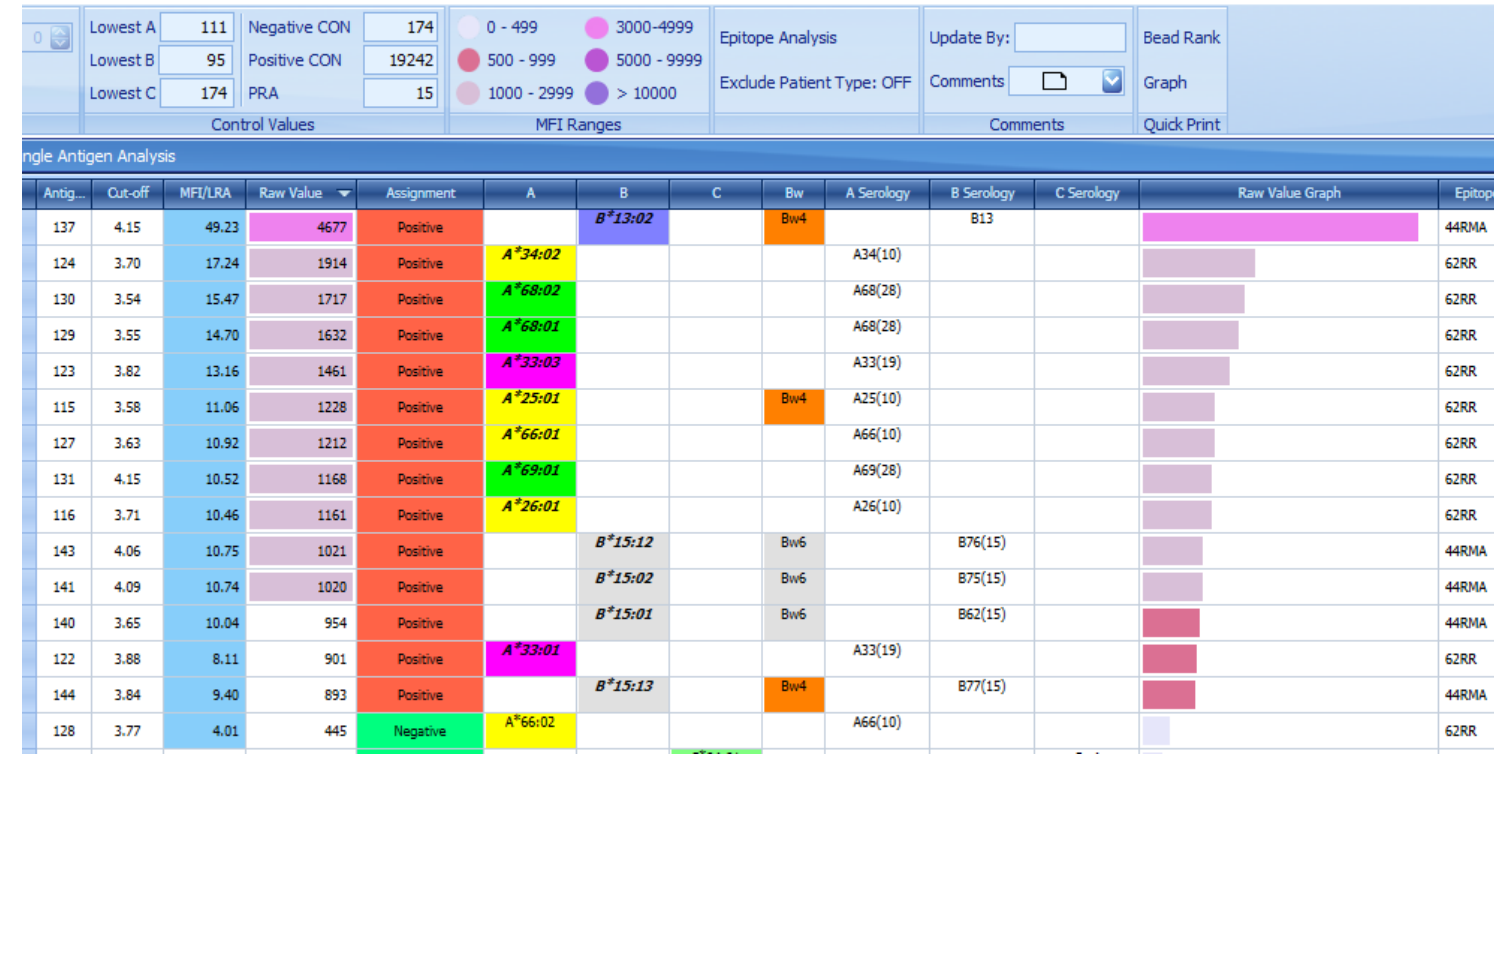 0 Lowest A 111 Negative CON 174 0 - 499 3000-4999 Epitope Analysis Update By: Bead Rank
Lowest B 95 Positive CON 19242 500 - 999 5000 - 9999 Exclude Patient Type: OFF Comments Graph
Lowest C 174 PRA 15 1000 - 2999 > 10000
Control Values MFI Ranges Comments Quick Print
ngle Antigen Analysis
Antig... Cut-off MFI/LRA Raw Value Assignment A B C Bw A Serology B Serology C Serology Raw Value Graph Epitop
137 4.15 49.23 4677 Positive B*13:02 Bw4 B13 44RMA
124 3.70 17.24 1914 Positive A*34:02 A34(10) 62RR
130 3.54 15.47 1717 Positive A*68:02 A68(28) 62RR
129 3.55 14.70 1632 Positive A*68:01 A68(28) 62RR
123 3.82 13.16 1461 Positive A*33:03 A33(19) 62RR
115 3.58 11.06 1228 Positive A*25:01 Bw4 A25(10) 62RR
127 3.63 10.92 1212 Positive A*66:01 A66(10) 62RR
131 4.15 10.52 1168 Positive A*69:01 A69(28) 62RR
116 3.71 10.46 1161 Positive A*26:01 A26(10) 62RR
143 4.06 10.75 1021 Positive B*15:12 Bw6 B76(15) 44RMA
141 4.09 10.74 1020 Positive B*15:02 Bw6 B75(15) 44RMA
140 3.65 10.04 954 Positive B*15:01 Bw6 B62(15) 44RMA
122 3.88 8.11 901 Positive A*33:01 A33(19) 62RR
144 3.84 9.40 893 Positive B*15:13 Bw4 B77(15) 44RMA
128 3.77 4.01 445 Negative A*66:02 A66(10) 62RR